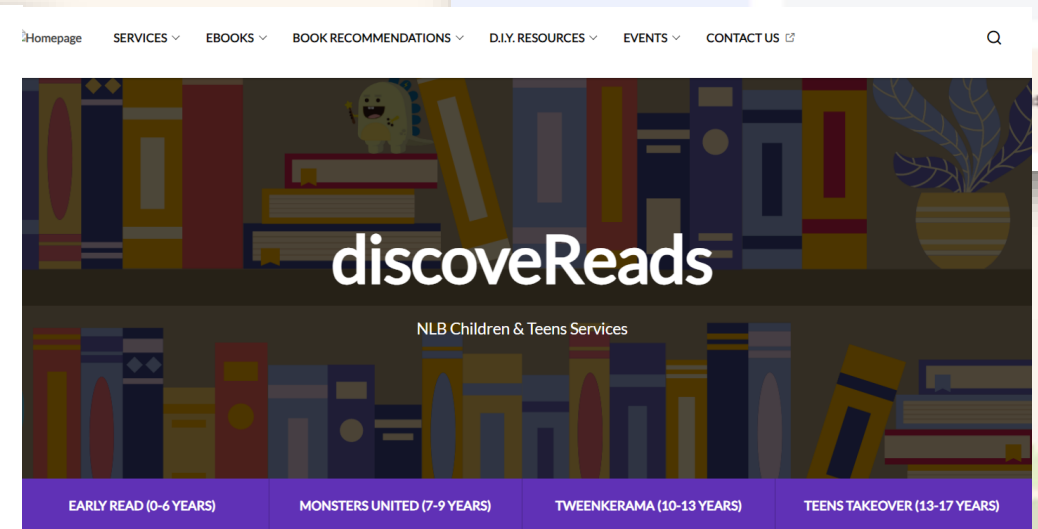 Homepage SERVICES EBOOKS BOOK RECOMMENDATIONS D.I.Y. RESOURCES EVENTS CONTACT US
discoveReads
NLB Children & Teens Services
EARLY READ (0-6 YEARS) MONSTERS UNITED (7-9 YEARS) TWEENKERAMA (10-13 YEARS) TEENS TAKEOVER (13-17 YEARS)